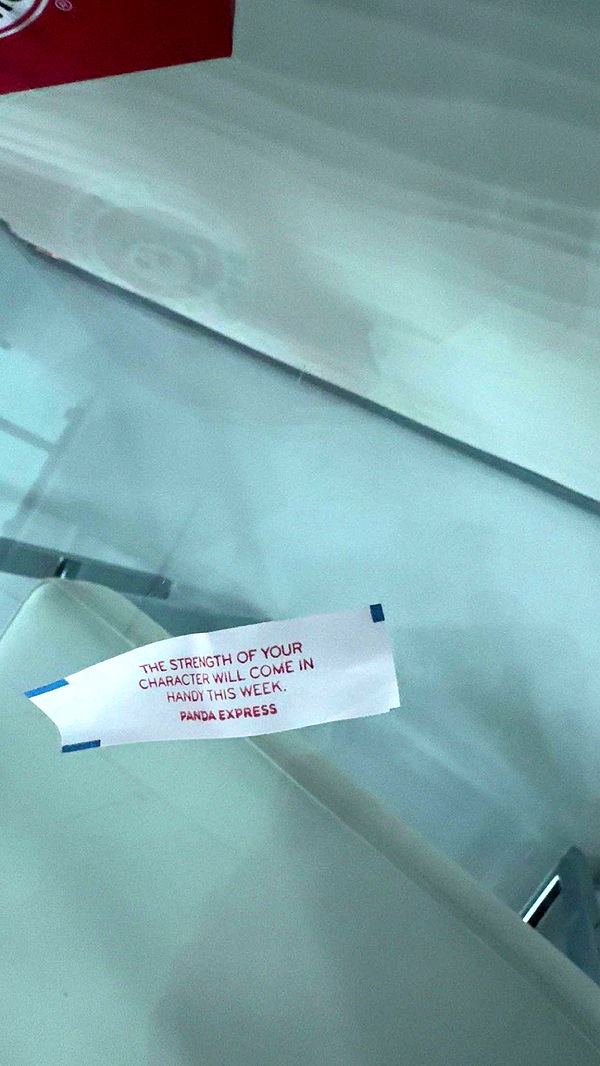 ®
THE STRENGTH OF YOUR
CHARACTER WILL COME IN
HANDY THIS WEEK.
PANDA EXPRESS